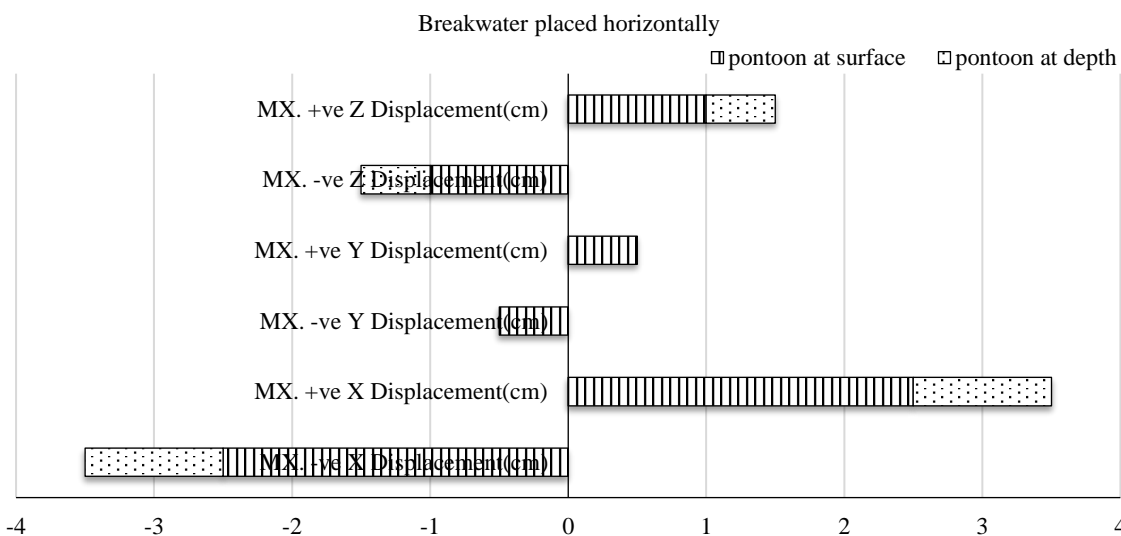 Breakwater placed horizontally
pontoon at surface pontoon at depth
MX. +ve Z Displacement(cm)
MX. -ve Z Displacement(cm)
MX. +ve Y Displacement(cm)
MX. -ve Y Displacement(cm)
MX. +ve X Displacement(cm)
MX. -ve X Displacement(cm)
-4 -3 -2 -1 0 1 2 3 4